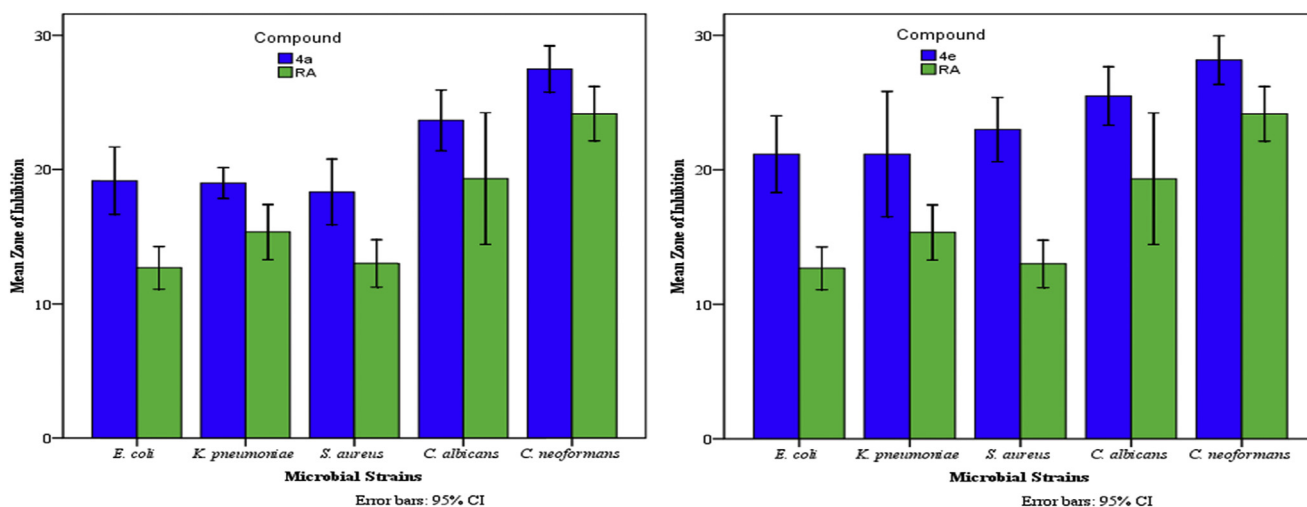 30
20
10
0
Mean Zone of Inhibition
Compound
4a
RA
E. coli K. pneumoniae S. aureus C. albicans C. neoformans
Microbial Strains
Error bars: 95% CI
30
20
10
0
Mean Zone of Inhibition
Compound
4e
RA
E. coli K. pneumoniae S. aureus C. albicans C. neoformans
Microbial Strains
Error bars: 95% CI